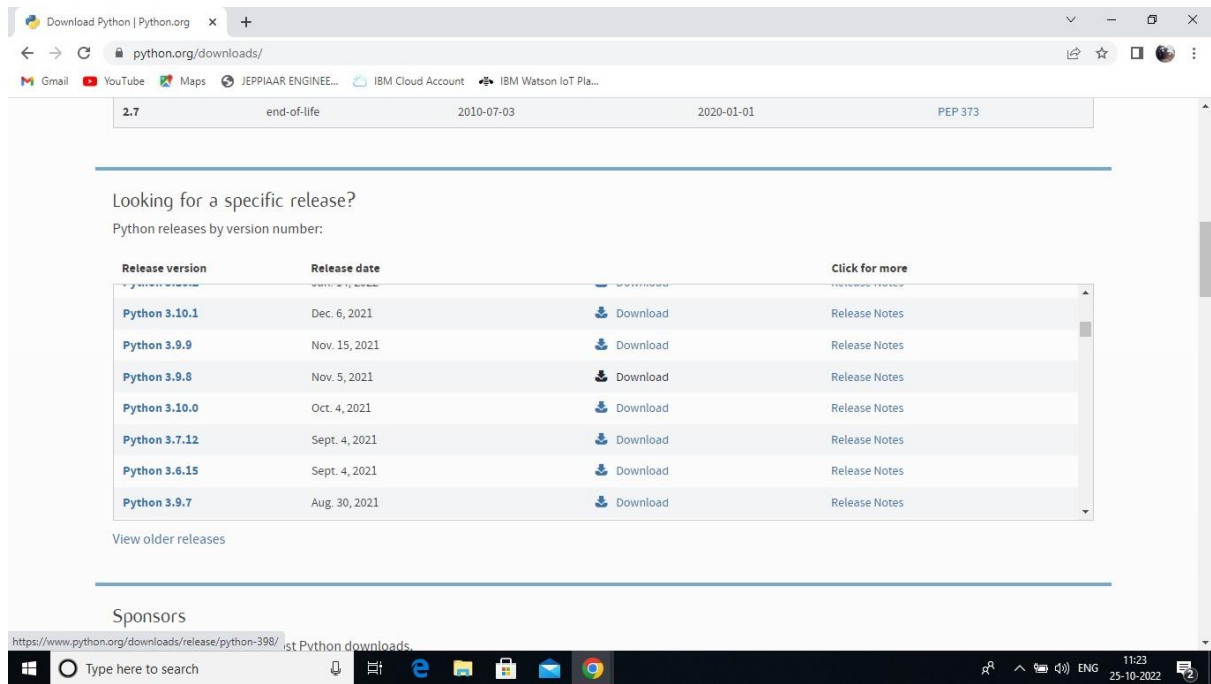 Download Python | Python.org
python.org/downloads/
Gmail YouTube Maps JEPPIAAR ENGINEE... IBM Cloud Account IBM Watson IoT Pla...
2.7 end-of-life 2010-07-03 2020-01-01 PEP 373
Looking for a specific release?
Python releases by version number:
Release version Release date Click for more
Python 3.10.1 Dec. 6, 2021 Download Release Notes
Python 3.9.9 Nov. 15, 2021 Download Release Notes
Python 3.9.8 Nov. 5, 2021 Download Release Notes
Python 3.10.0 Oct. 4, 2021 Download Release Notes
Python 3.7.12 Sept. 4, 2021 Download Release Notes
Python 3.6.15 Sept. 4, 2021 Download Release Notes
Python 3.9.7 Aug. 30, 2021 Download Release Notes
View older releases
Sponsors
https://www.python.org/downloads/release/python-398/ st Python downloads.
Type here to search ENG 11:23
25-10-2022 2